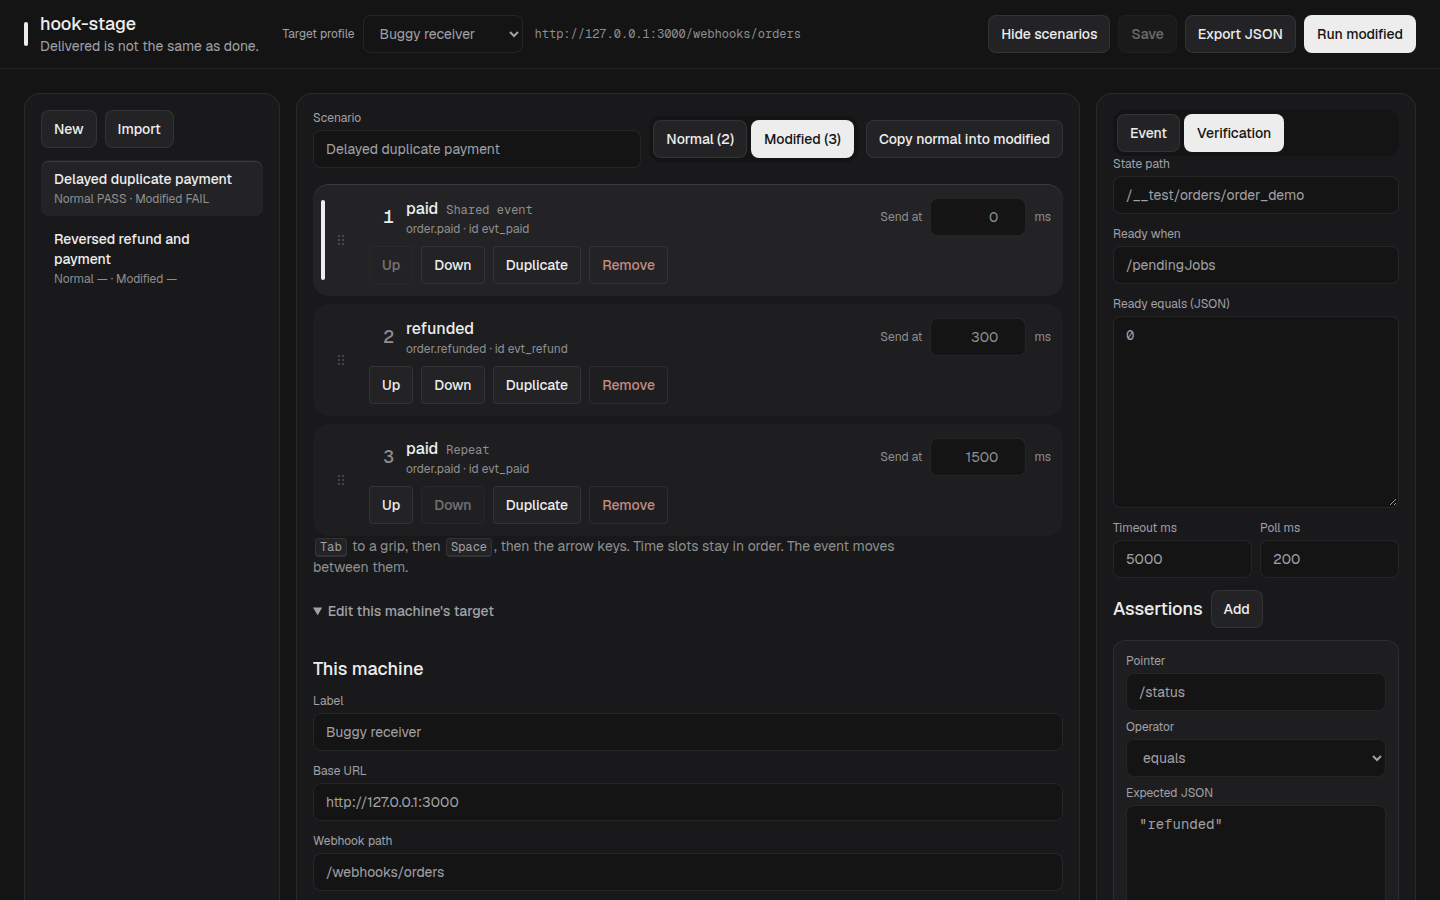 hook-stage
Delivered is not the same as done.
Target profile
Buggy receiver
http://127.0.0.1:3000/webhooks/orders
Hide scenarios
Save
Export JSON
Run modified
New
Import
Delayed duplicate payment
Normal PASS · Modified FAIL
Reversed refund and
payment
Normal — · Modified —
Scenario
Delayed duplicate payment
Normal (2)
Modified (3)
Copy normal into modified
1
paid Shared event
order.paid · id evt_paid
Send at
0
ms
Up
Down
Duplicate
Remove
2
refunded
order.refunded · id evt_refund
Send at
300
ms
Up
Down
Duplicate
Remove
3
paid Repeat
order.paid · id evt_paid
Send at
1500
ms
Up
Down
Duplicate
Remove
Tab to a grip, then Space, then the arrow keys. Time slots stay in order. The event moves
between them.
▼ Edit this machine's target
This machine
Label
Buggy receiver
Base URL
http://127.0.0.1:3000
Webhook path
/webhooks/orders
Event
Verification
State path
/__test/orders/order_demo
Ready when
/pendingJobs
Ready equals (JSON)
0
Timeout ms
Poll ms
5000
200
Assertions
Add
Pointer
/status
Operator
equals
Expected JSON
"refunded"